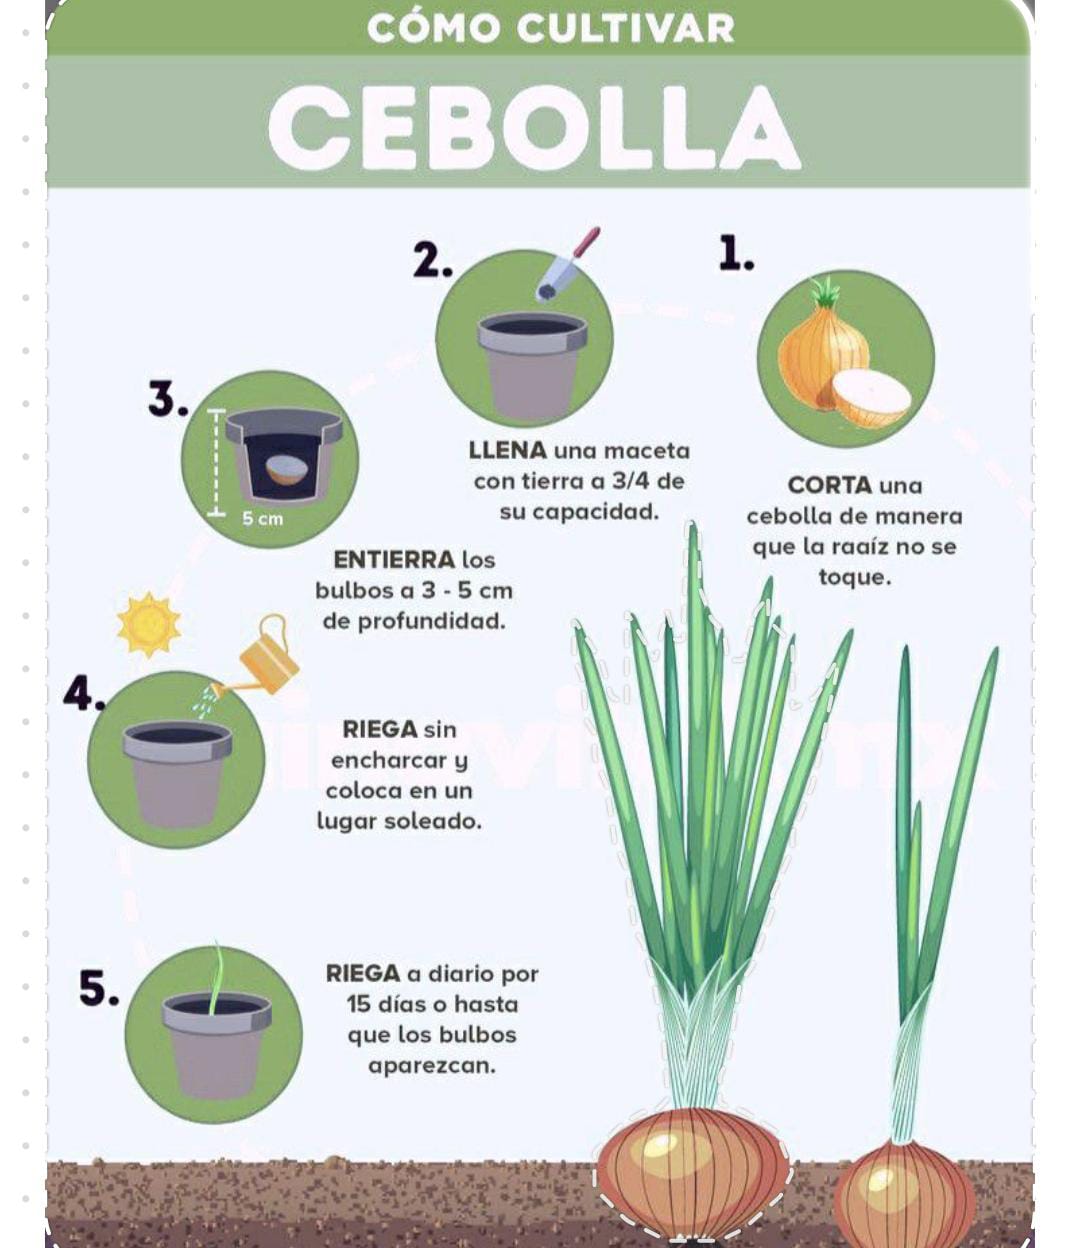 CÓMO CULTIVAR
CEBOLLA
1.
CORTA una
cebolla de manera
que la raaíz no se
toque.
2.
LLENA una maceta
con tierra a 3/4 de
su capacidad.
3.
5 cm
ENTIERRA los
bulbos a 3 - 5 cm
de profundidad.
4.
RIEGA sin
encharcar y
coloca en un
lugar soleado.
5.
RIEGA a diario por
15 días o hasta
que los bulbos
aparezcan.